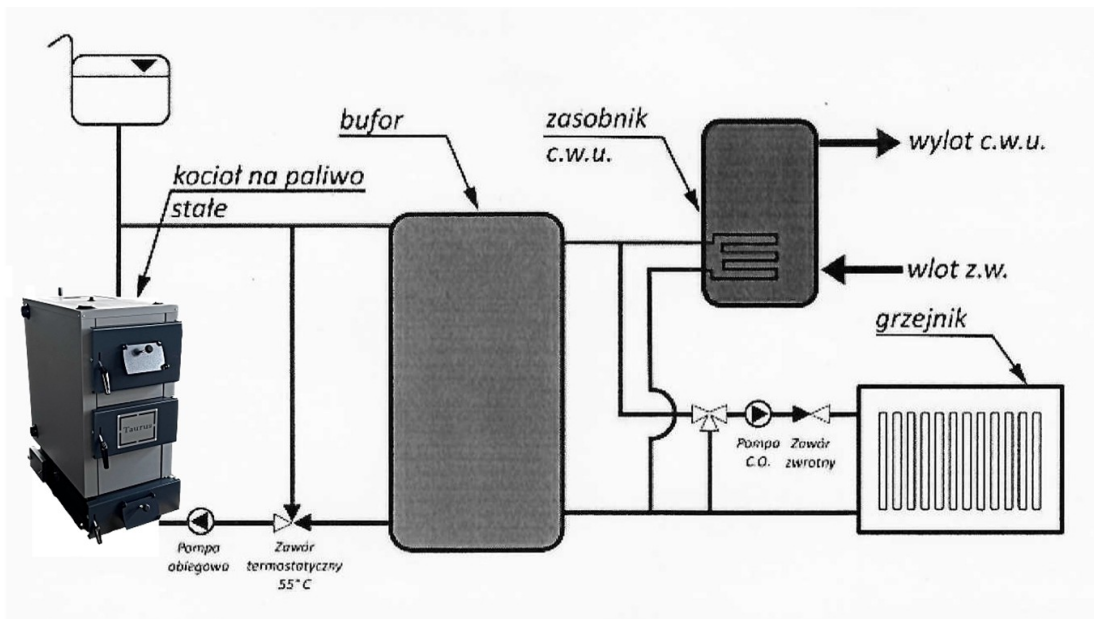 bufor
zasobnik
c.w.u.
wylot c.w.u.
kocioł na paliwo
stałe
wlot z.w.
grzejnik
Taurus
Pompa
C.O.
Zawór
zwrotny
Pompa
obiegowa
Zawór
termostatyczny
55°C